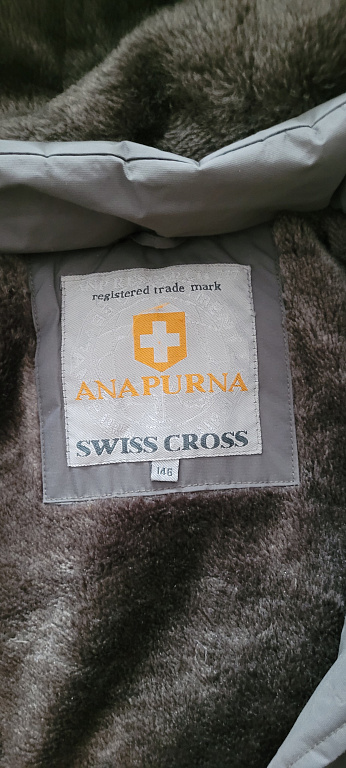 registered trade mark
ANAPURNA
SWISS CROSS
146